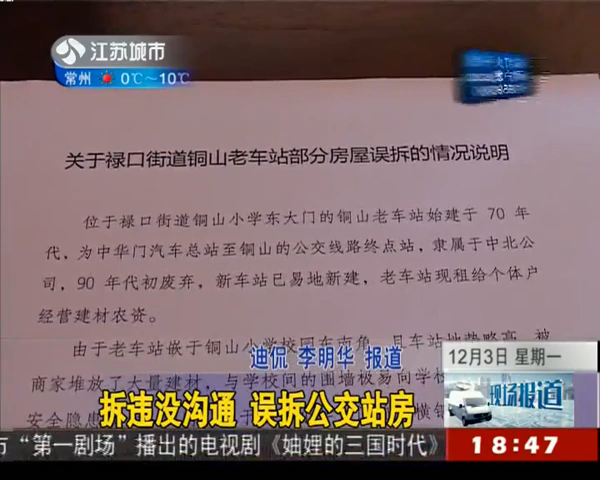 江苏城市
常州 0℃~10℃
关于禄口街道铜山老车站部分房屋误拆的情况说明
位于禄口街道铜山小学东大门的铜山老车站始建于 70 年
代，为中华门汽车总站至铜山的公交线路终点站，隶属于中北公
司，90 年代初废弃，新车站已易地新建，老车站现租给个体户
经营建材农资。
由于老车站嵌于铜山小学校园东南角，且车站地势略高，被
商家堆放了大量建材，与学校间的围墙极易向学校
安全隐患
迪侃 李明华 报道
12月3日 星期一
现场报道
拆违没沟通 误拆公交站房
市“第一剧场”播出的电视剧《妯娌的三国时代》
18:47